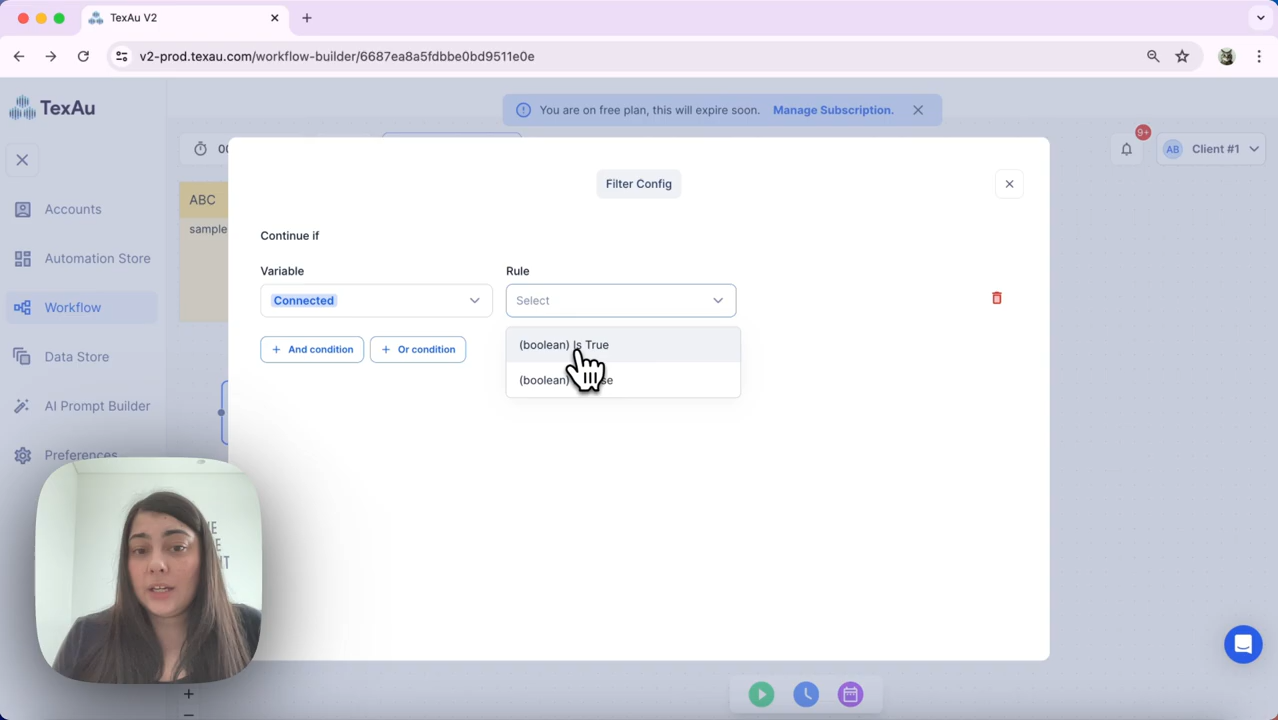 TexAu V2
v2-prod.texau.com/workflow-builder/6687ea8a5fdbbe0bd9511e0e
TexAu
You are on free plan, this will expire soon. Manage Subscription.
9+
AB Client #1
ABC
sample
Accounts
Automation Store
Workflow
Data Store
AI Prompt Builder
Preferences
Filter Config
Continue if
Variable Rule
Connected Select
+ And condition + Or condition
(boolean) Is True
(boolean)